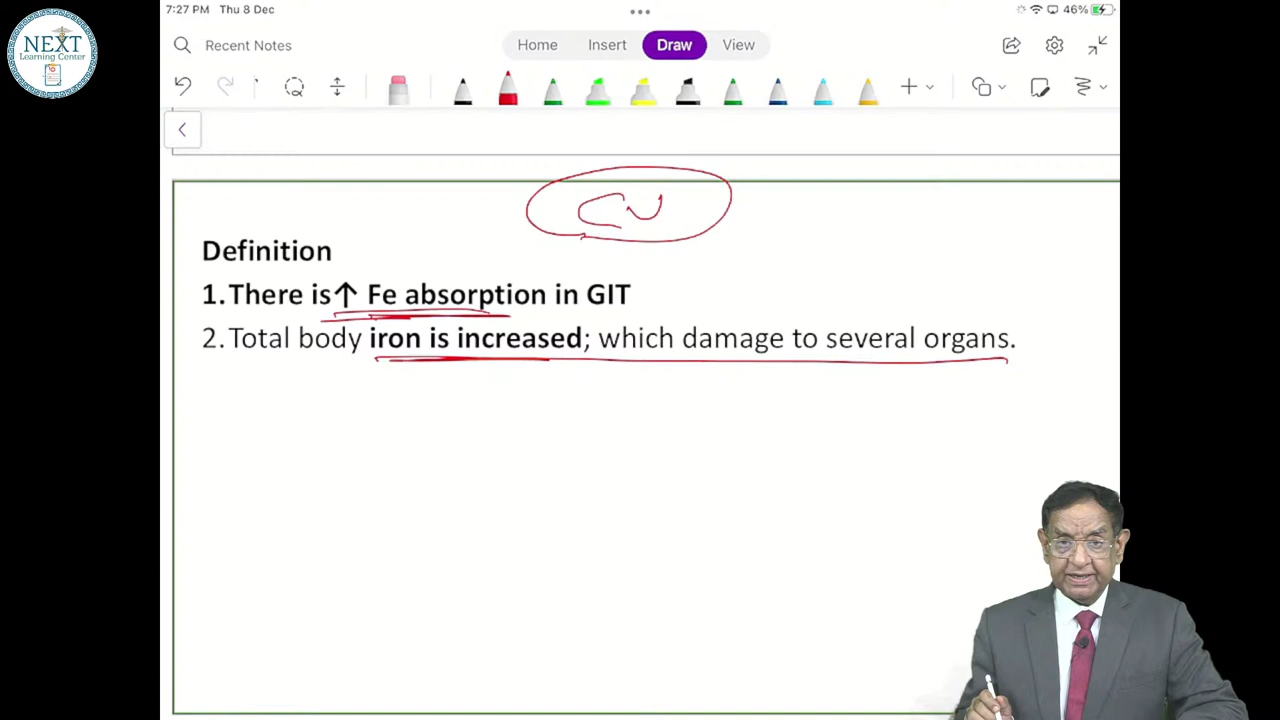 7:27 PM Thu 8 Dec
46%
NEXT
Learning Center
Recent Notes
Home Insert Draw View
Definition
1. There is ↑ Fe absorption in GIT
2. Total body iron is increased; which damage to several organs.